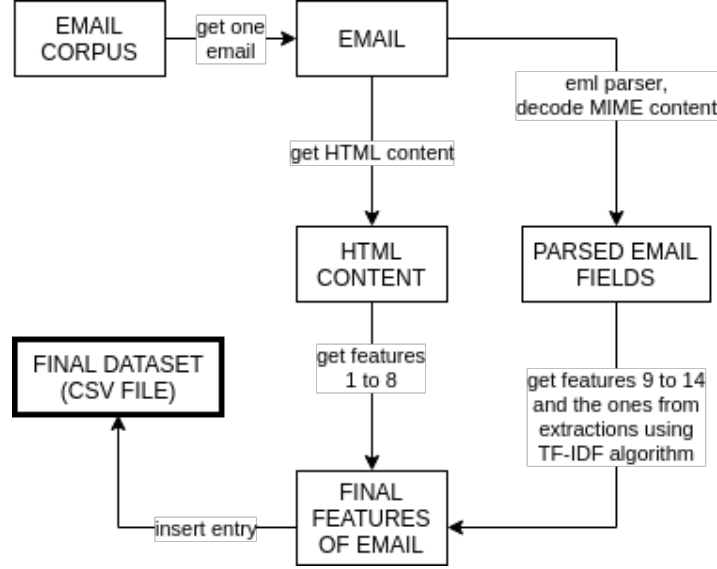 EMAIL
CORPUS
get one
email
EMAIL
eml parser,
decode MIME content
get HTML content
HTML
CONTENT
PARSED EMAIL
FIELDS
get features
1 to 8
get features 9 to 14
and the ones from
extractions using
TF-IDF algorithm
FINAL DATASET
(CSV FILE)
FINAL
FEATURES
OF EMAIL
insert entry